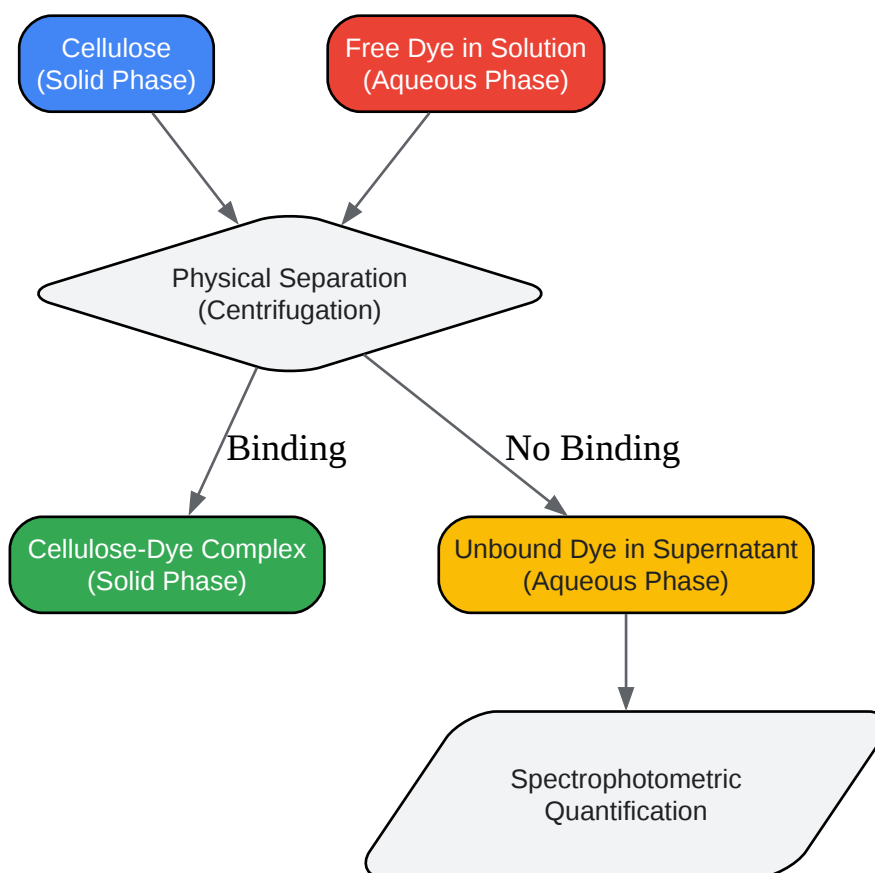 Cellulose
(Solid Phase)
Free Dye in Solution
(Aqueous Phase)
Physical Separation
(Centrifugation)
Binding
No Binding
Cellulose-Dye Complex
(Solid Phase)
Unbound Dye in Supernatant
(Aqueous Phase)
Spectrophotometric
Quantification